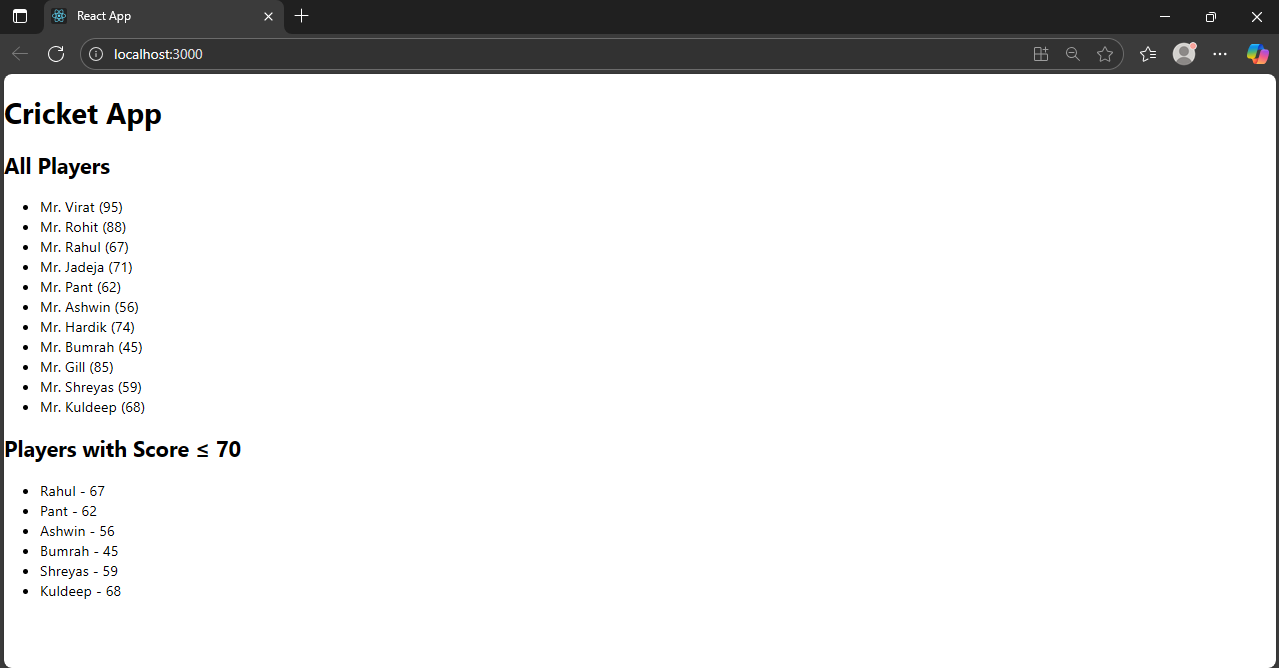 React App
localhost:3000
Cricket App
All Players
Mr. Virat (95)
Mr. Rohit (88)
Mr. Rahul (67)
Mr. Jadeja (71)
Mr. Pant (62)
Mr. Ashwin (56)
Mr. Hardik (74)
Mr. Bumrah (45)
Mr. Gill (85)
Mr. Shreyas (59)
Mr. Kuldeep (68)
Players with Score ≤ 70
Rahul - 67
Pant - 62
Ashwin - 56
Bumrah - 45
Shreyas - 59
Kuldeep - 68